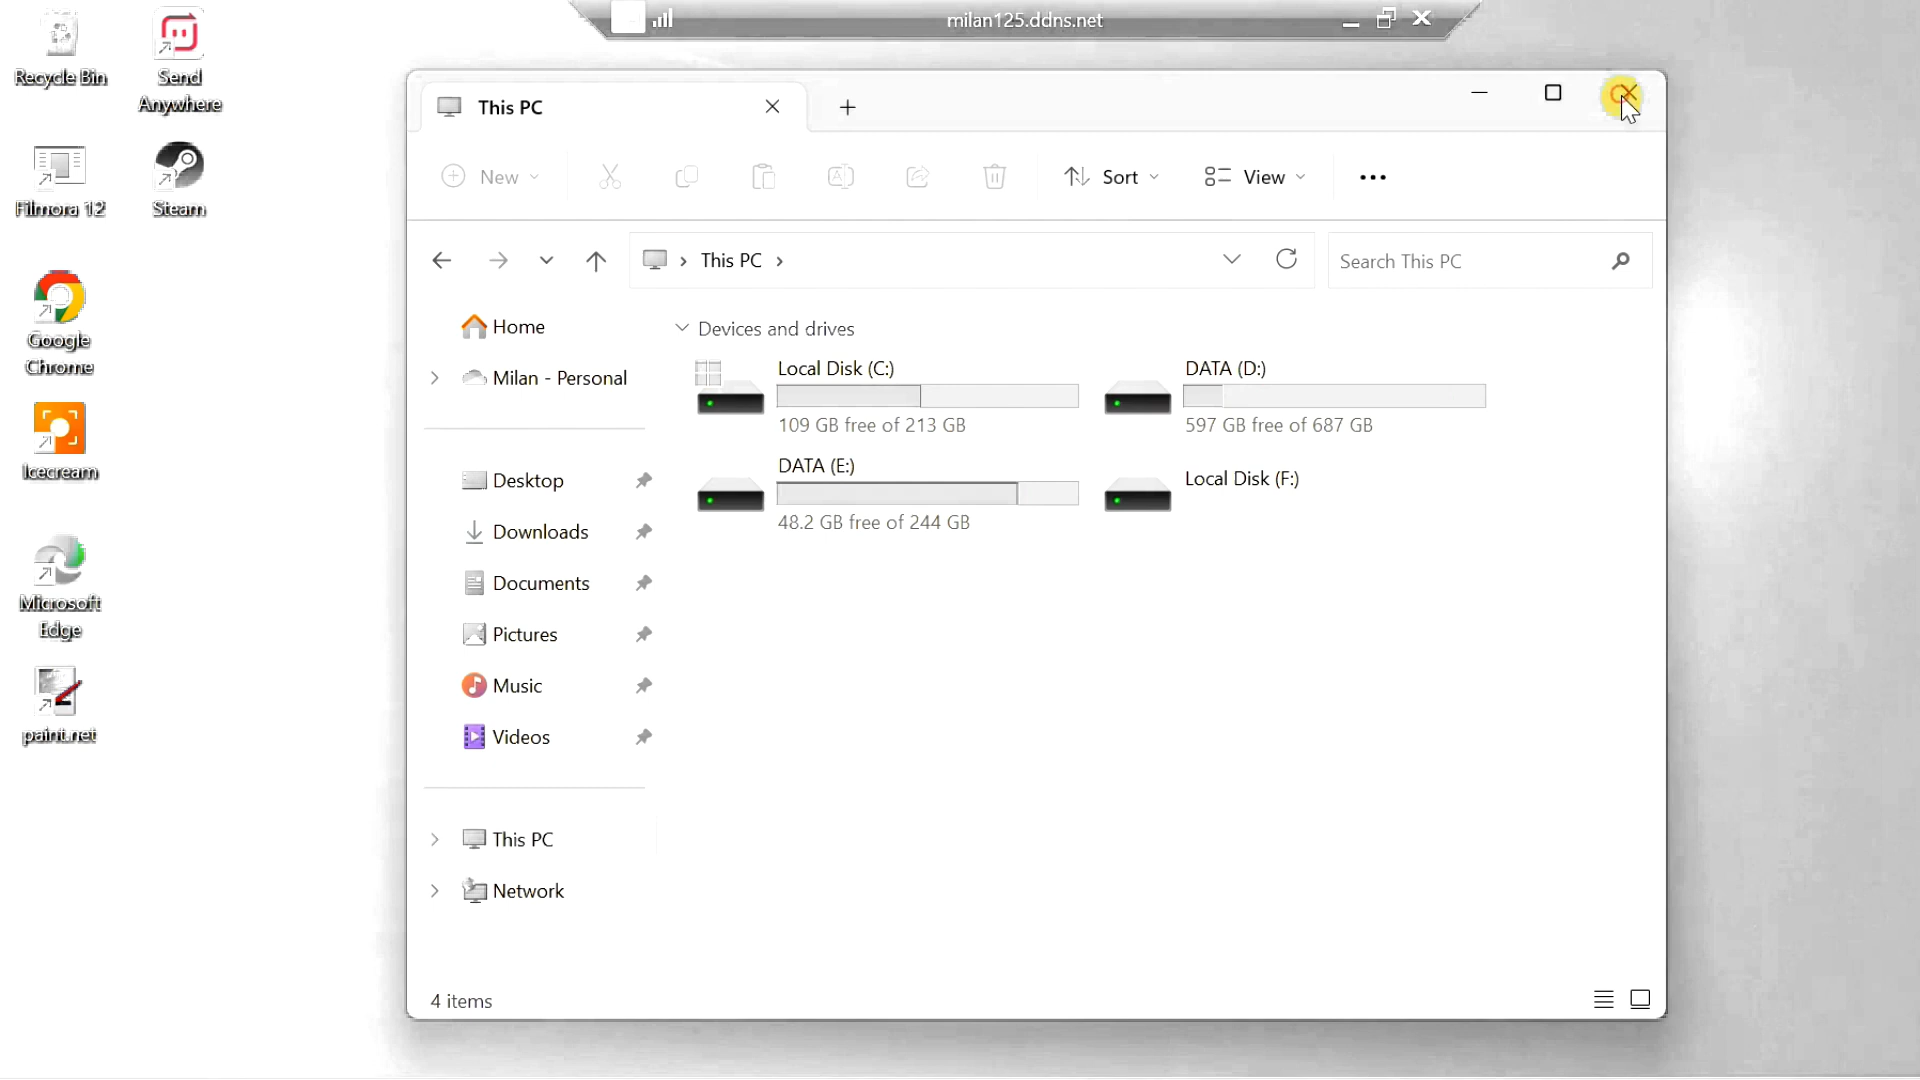 milan125.ddns.net
Recycle Bin
Send
Anywhere
Filmora 12
Steam
Google
Chrome
Icecream
Microsoft
Edge
paint.net
This PC
New
Sort
View
This PC
Search This PC
Home
Milan - Personal
Desktop
Downloads
Documents
Pictures
Music
Videos
This PC
Network
Devices and drives
Local Disk (C:)
109 GB free of 213 GB
DATA (D:)
597 GB free of 687 GB
DATA (E:)
48.2 GB free of 244 GB
Local Disk (F:)
4 items